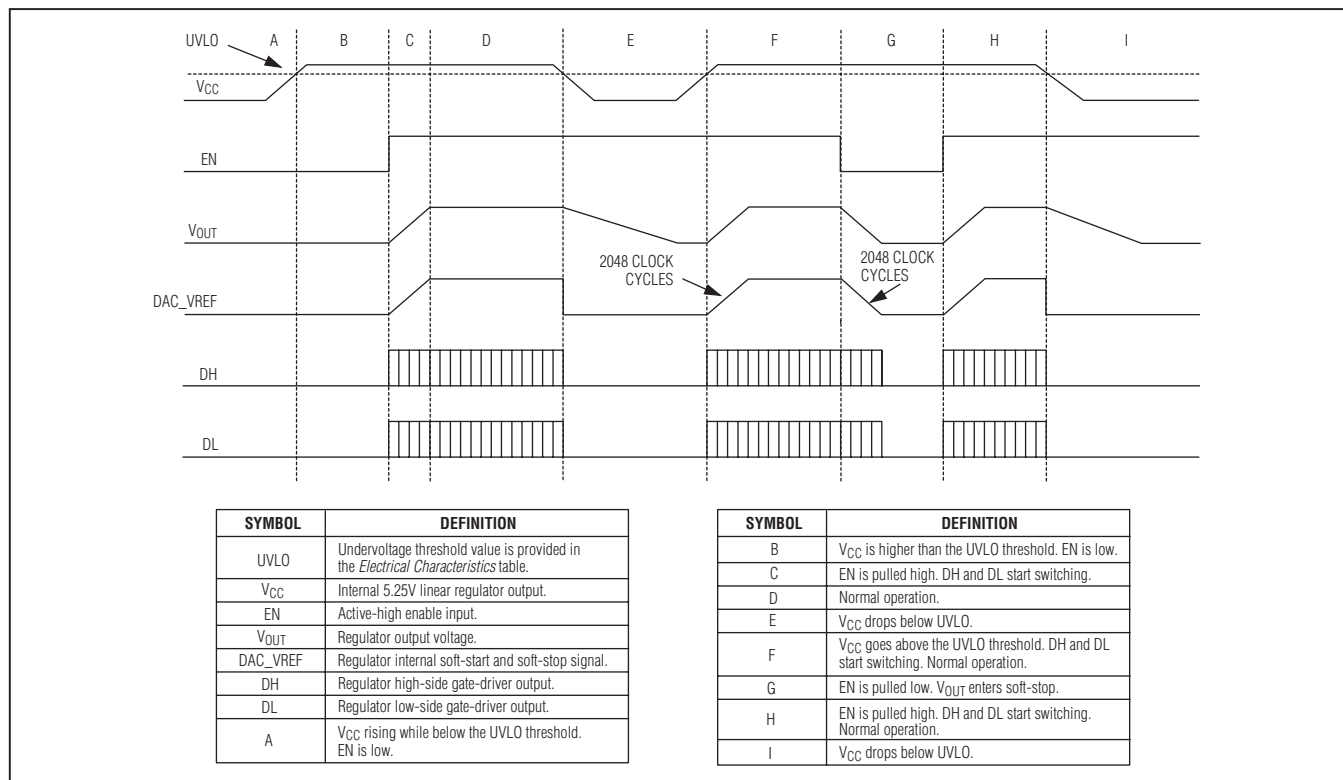 UVLO
A
B
C
D
E
F
G
H
I
VCC
EN
VOUT
2048 CLOCK
CYCLES
2048 CLOCK
CYCLES
DAC_VREF
DH
DL
SYMBOL DEFINITION
UVLO Undervoltage threshold value is provided in
the Electrical Characteristics table.
VCC Internal 5.25V linear regulator output.
EN Active-high enable input.
VOUT Regulator output voltage.
DAC_VREF Regulator internal soft-start and soft-stop signal.
DH Regulator high-side gate-driver output.
DL Regulator low-side gate-driver output.
A VCC rising while below the UVLO threshold.
EN is low.
SYMBOL DEFINITION
B VCC is higher than the UVLO threshold. EN is low.
C EN is pulled high. DH and DL start switching.
D Normal operation.
E VCC drops below UVLO.
F VCC goes above the UVLO threshold. DH and DL
start switching. Normal operation.
G EN is pulled low. VOUT enters soft-stop.
H EN is pulled high. DH and DL start switching.
Normal operation.
I VCC drops below UVLO.